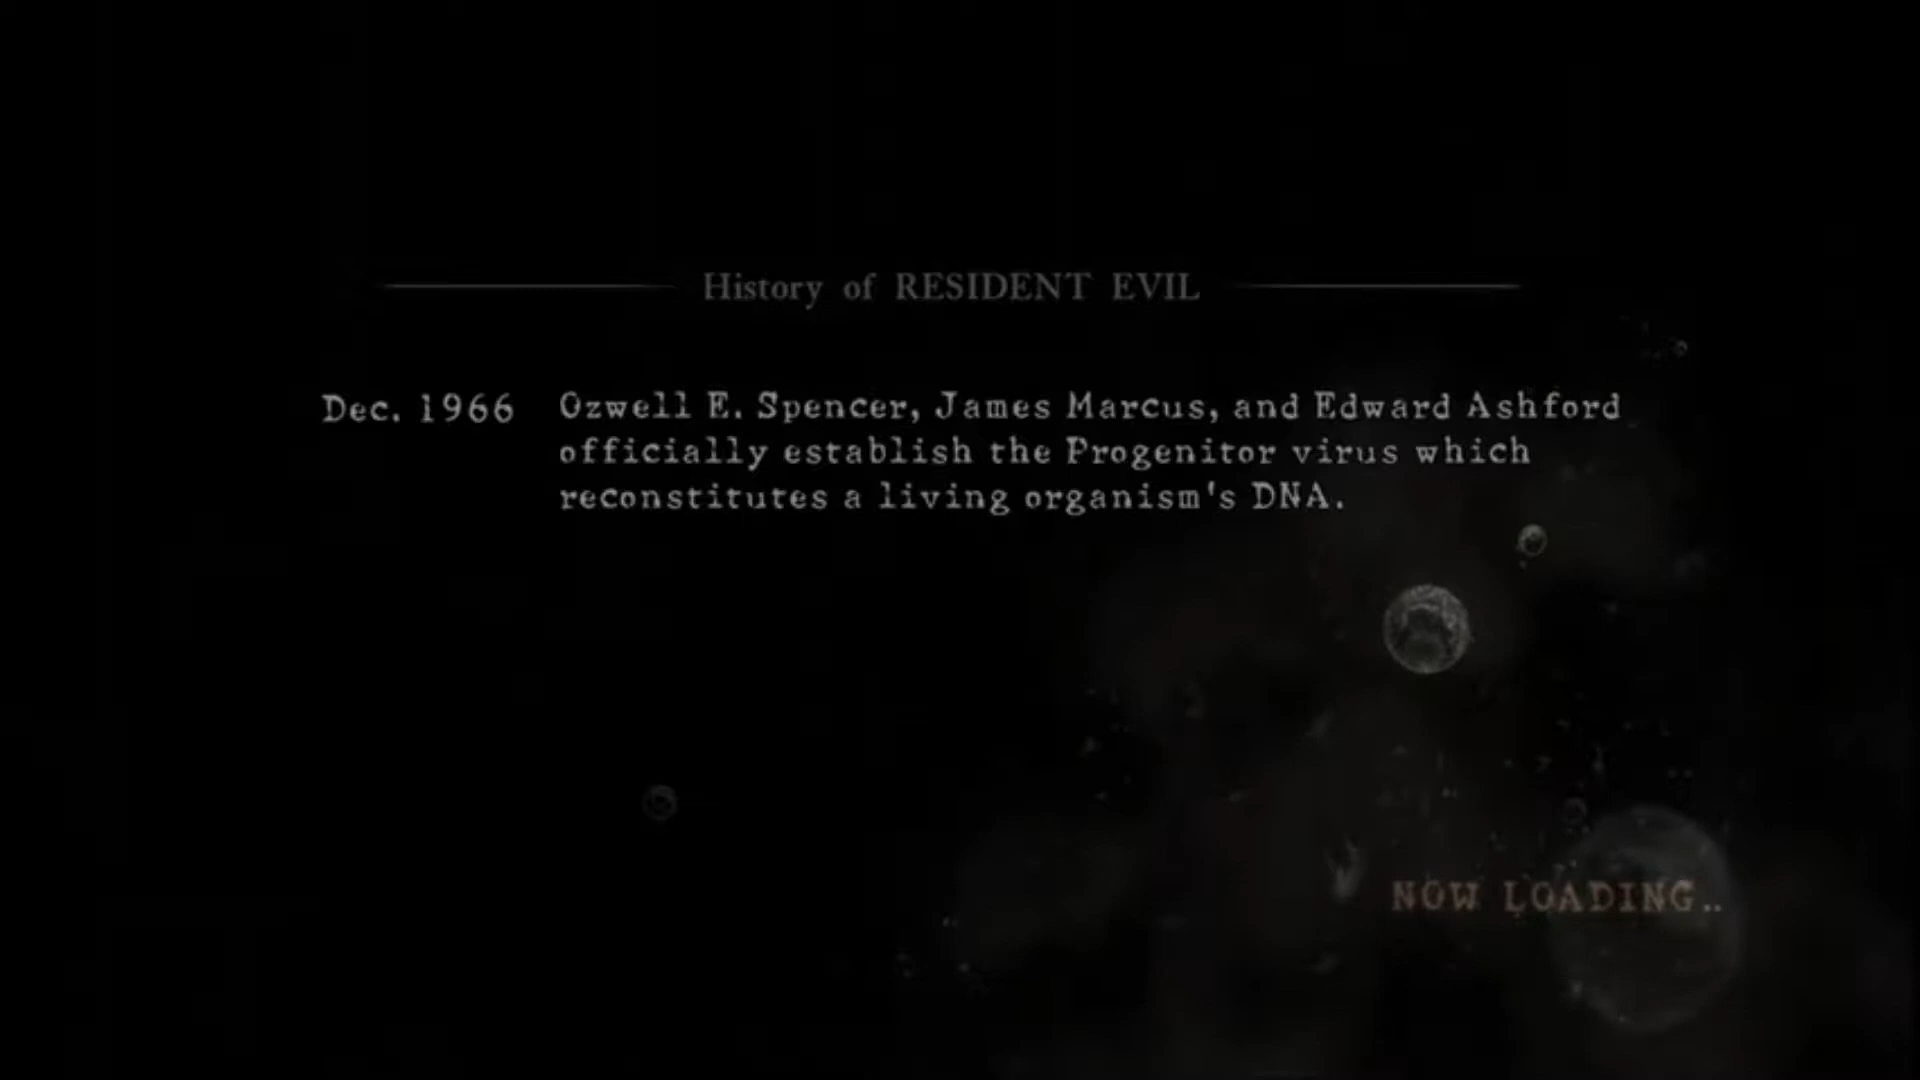 History of RESIDENT EVIL
Dec. 1966 Ozwell E. Spencer, James Marcus, and Edward Ashford
officially establish the Progenitor virus which
reconstitutes a living organism's DNA.
NOW LOADING..